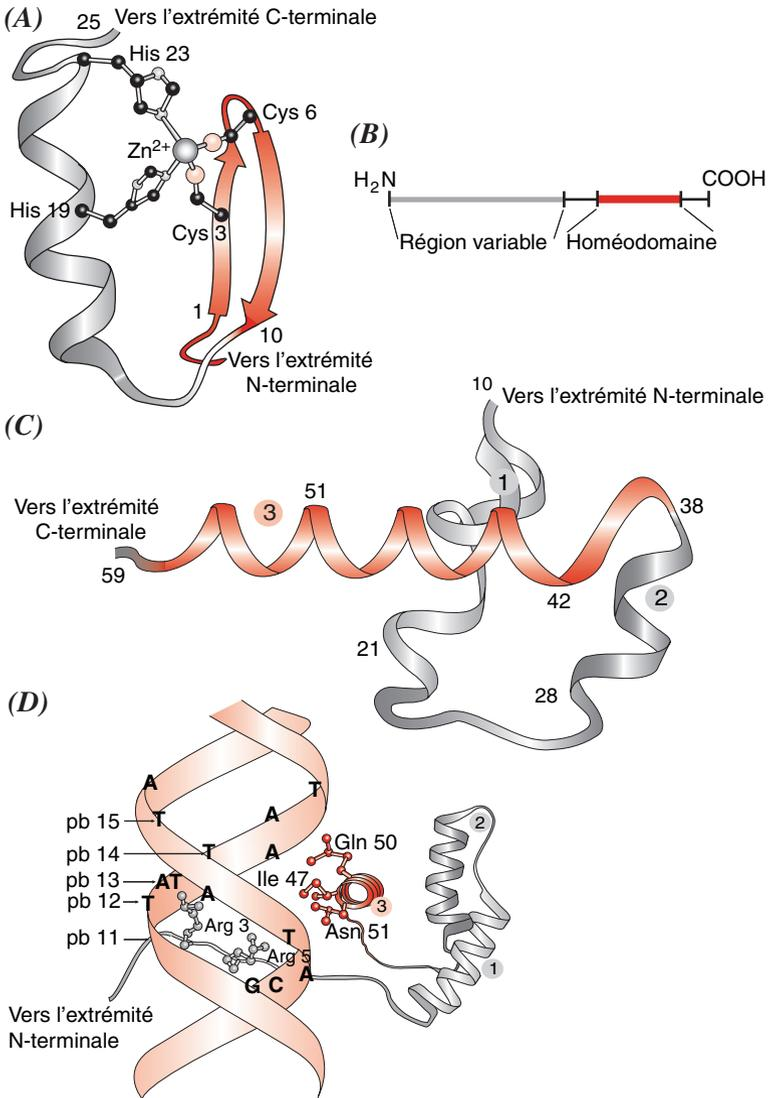 (A)
25
Vers l'extrémité C-terminale
His 23
Cys 6
Zn2+
His 19
Cys 3
1
10
Vers l'extrémité
N-terminale
(B)
H2N
COOH
Région variable
Homéodomaine
(C)
10
Vers l'extrémité N-terminale
1
Vers l'extrémité
C-terminale
3
51
38
59
42
2
21
28
(D)
A
T
pb 15
T
A
pb 14
T
A
Gln 50
2
pb 13
AT
Ile 47
pb 12
T
A
3
Arg 3
Asn 51
pb 11
T
Arg 5
A
1
G C
Vers l'extrémité
N-terminale